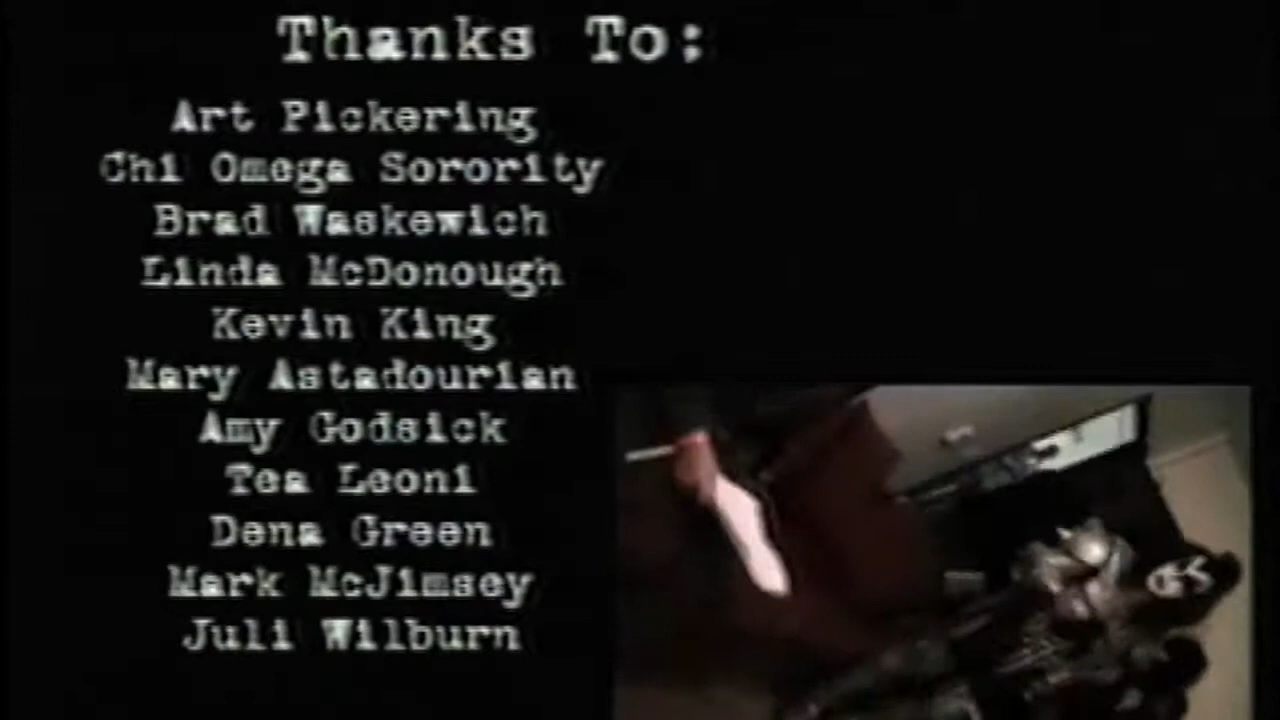 Thanks To:
Art Pickering
Chi Omega Sorority
Brad Waskewich
Linda McDonough
Kevin King
Mary Astadourian
Amy Godsick
Tea Leoni
Dena Green
Mark McJimsey
Juli Wilburn